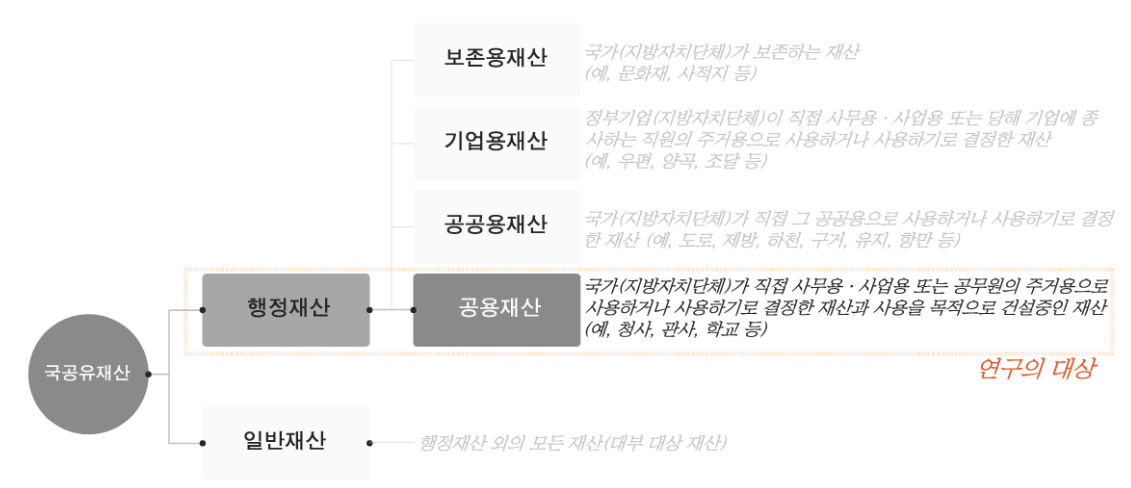 보존용재산
국가(지방자치단체)가 보존하는 재산
(예, 문화재, 사적지 등)
기업용재산
정부기업(지방자치단체)이 직접 사무용 · 사업용 또는 당해 기업에 종
사하는 직원의 주거용으로 사용하거나 사용하기로 결정한 재산
(예, 우편, 양곡, 조달 등)
공공용재산
국가(지방자치단체)가 직접 그 공공용으로 사용하거나 사용하기로 결정
한 재산 (예, 도로, 제방, 하천, 구거, 유지, 항만 등)
행정재산
공용재산
국가(지방자치단체)가 직접 사무용 · 사업용 또는 공무원의 주거용으로
사용하거나 사용하기로 결정한 재산과 사용을 목적으로 건설중인 재산
(예, 청사, 관사, 학교 등)
연구의 대상
국공유재산
일반재산
행정재산 외의 모든 재산(대부 대상 재산)